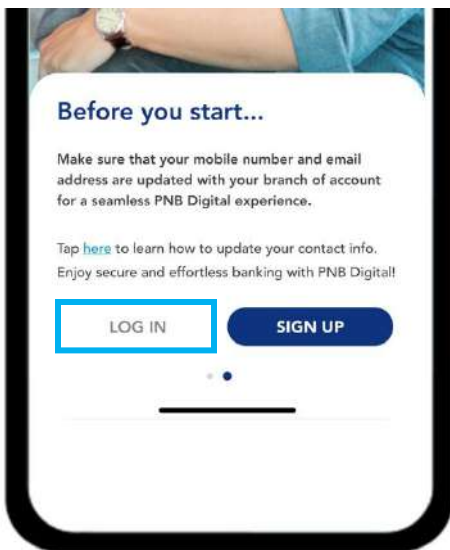 Before you start...
Make sure that your mobile number and email
address are updated with your branch of account
for a seamless PNB Digital experience.
Tap here to learn how to update your contact info.
Enjoy secure and effortless banking with PNB Digital!
LOG IN SIGN UP